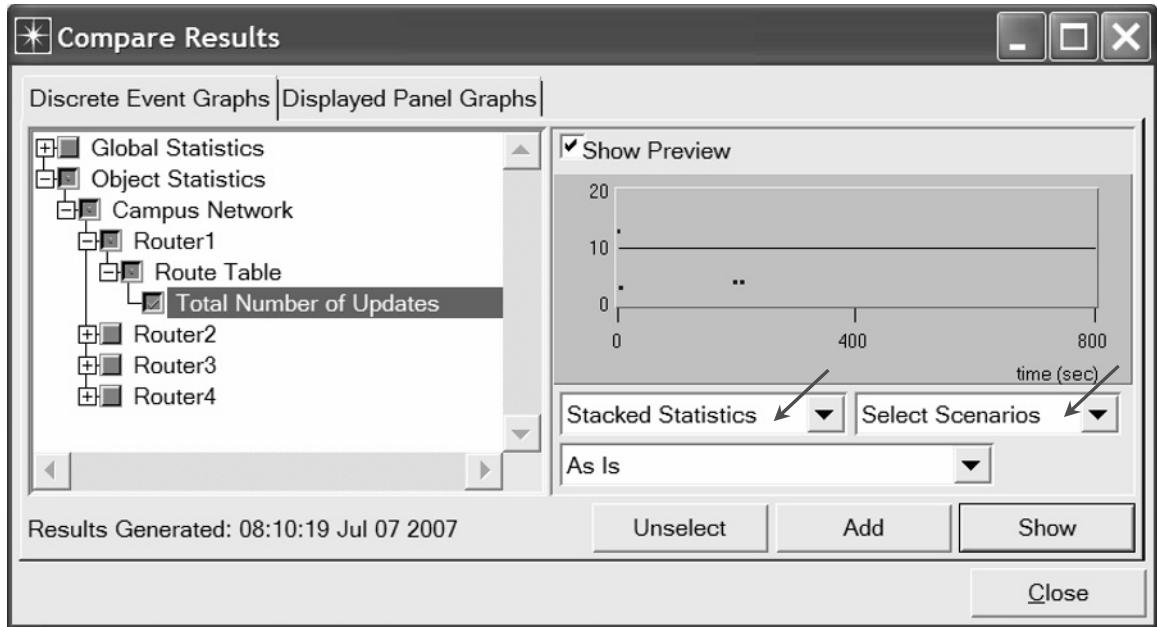 Compare Results
Discrete Event Graphs Displayed Panel Graphs
Global Statistics
Object Statistics
Campus Network
Router1
Route Table
Total Number of Updates
Router2
Router3
Router4
Show Preview
20
10
0
0 400 800
time (sec)
Stacked Statistics Select Scenarios
As Is
Results Generated: 08:10:19 Jul 07 2007 Unselect Add Show
Close